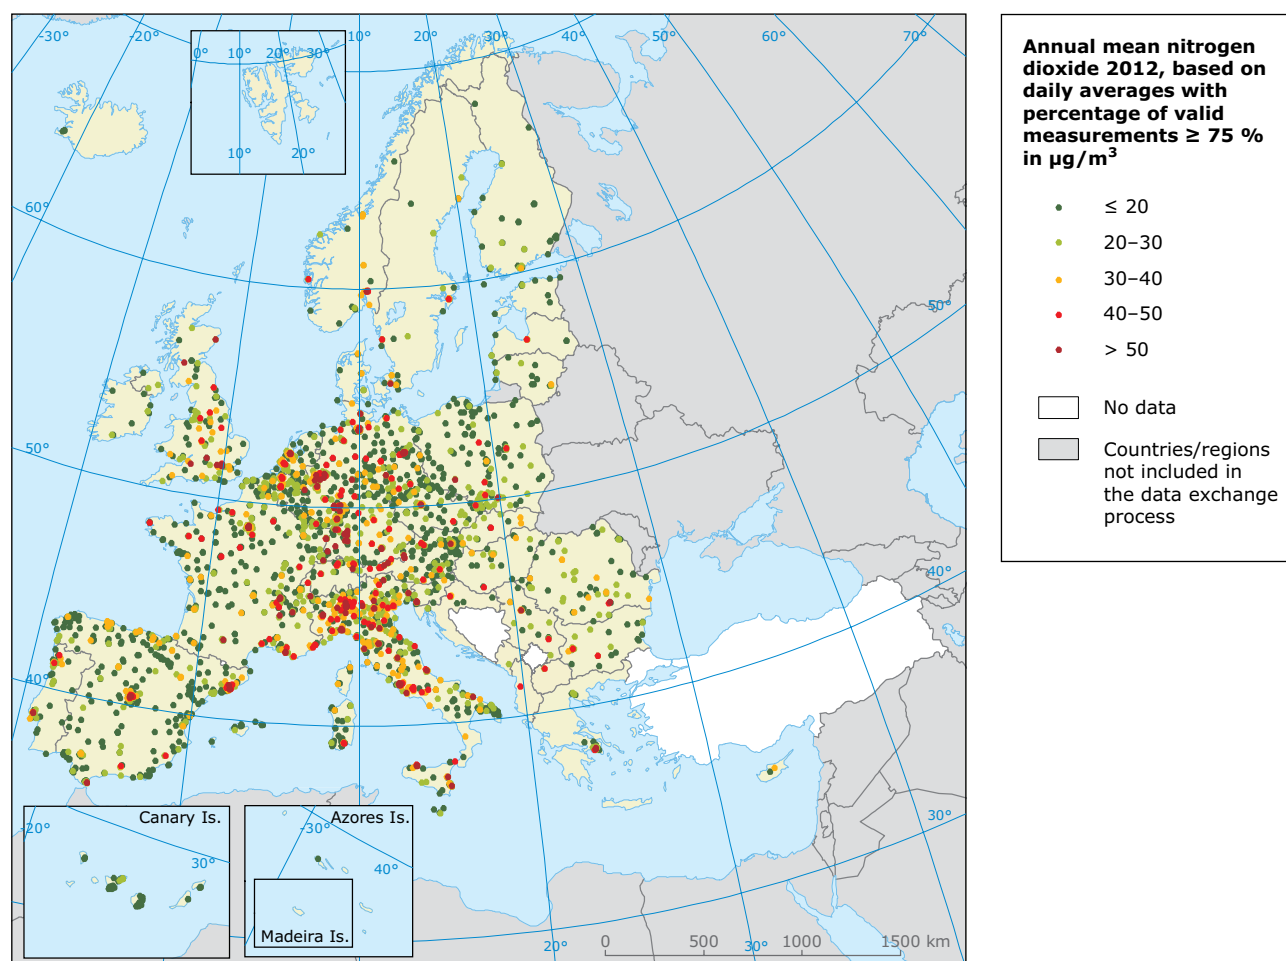 -30°
-20°
10°
20°
30°
40°
50°
60°
70°
0°
10°
20°
30°
10°
20°
60°
50°
40°
50°
40°
30°
Canary Is.
-20°
30°
Azores Is.
-30°
40°
Madeira Is.
20°
30°
0
500
1000
1500 km
Annual mean nitrogen
dioxide 2012, based on
daily averages with
percentage of valid
measurements ≥ 75 %
in µg/m³
≤ 20
20–30
30–40
40–50
> 50
No data
Countries/regions
not included in
the data exchange
process